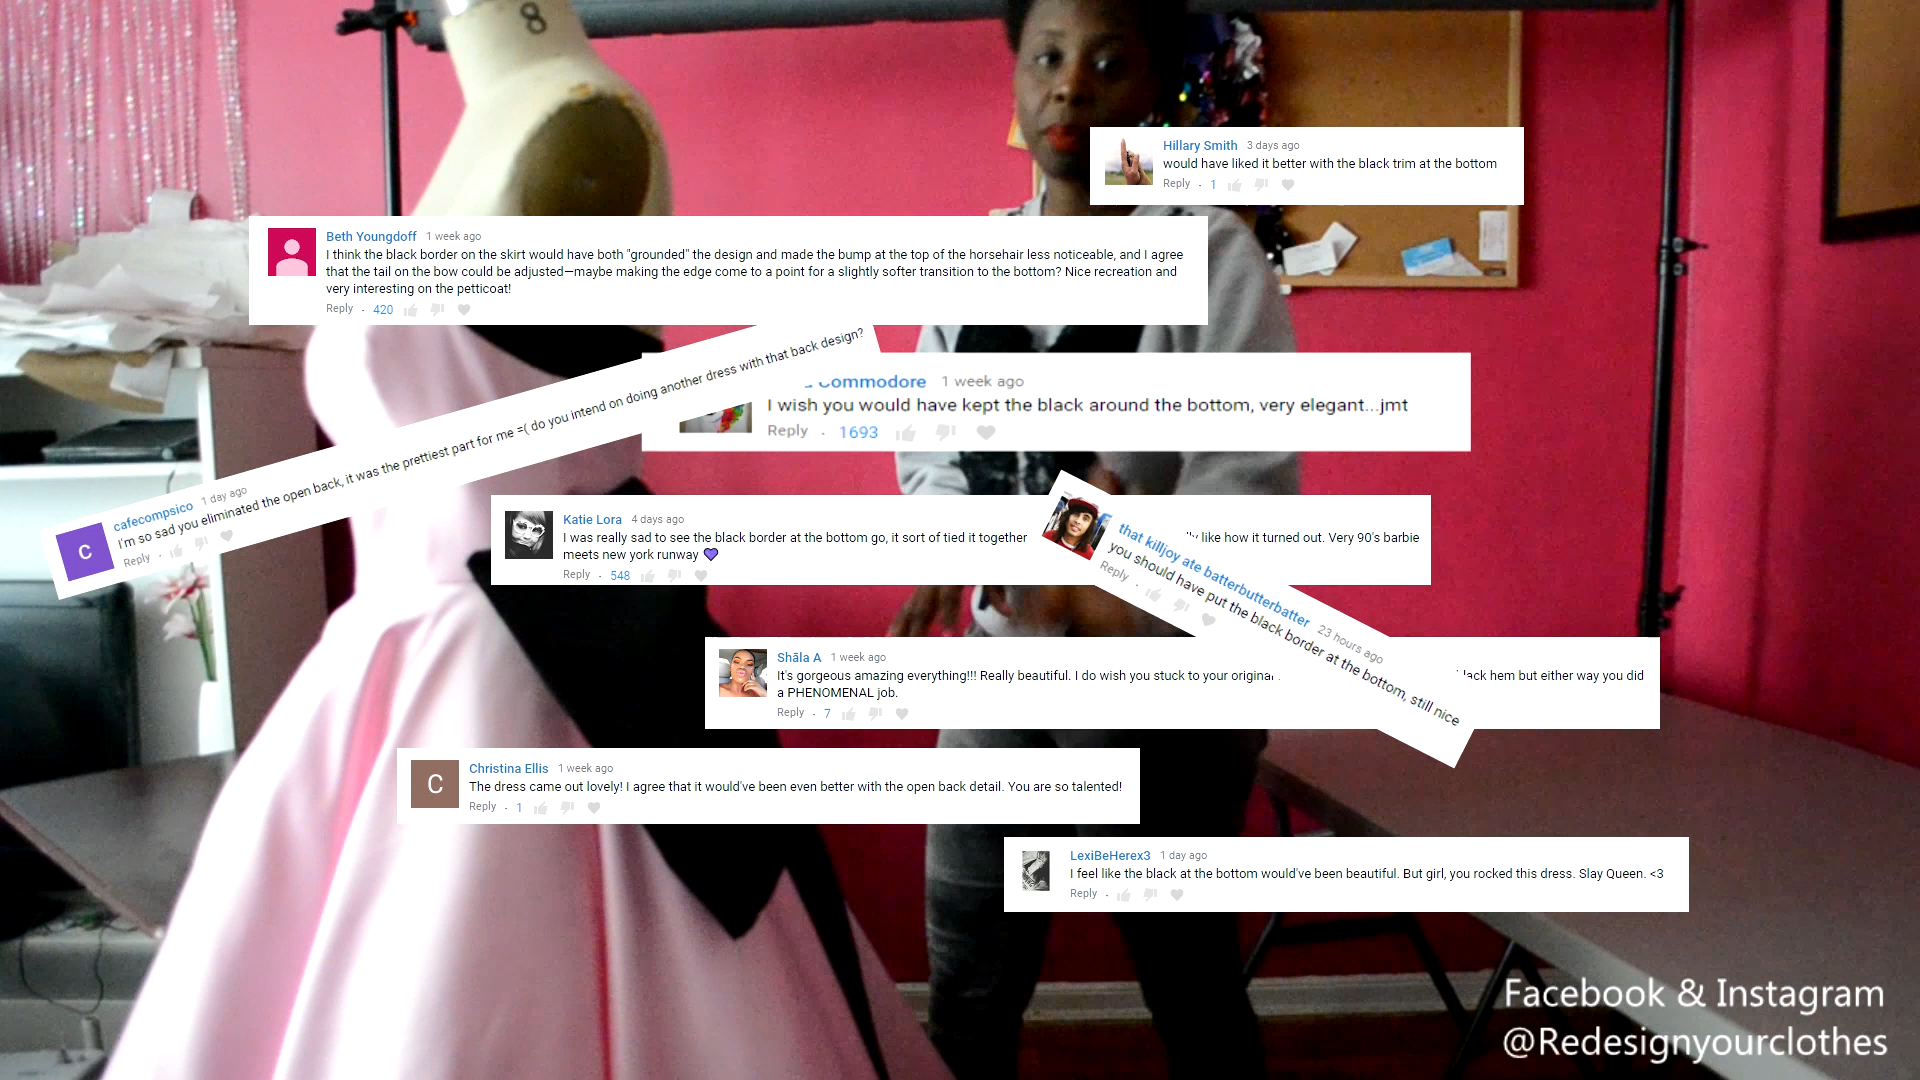 8
Hillary Smith 3 days ago
would have liked it better with the black trim at the bottom
Reply · 1
Beth Youngdoff 1 week ago
I think the black border on the skirt would have both "grounded" the design and made the bump at the top of the horsehair less noticeable, and I agree
that the tail on the bow could be adjusted—maybe making the edge come to a point for a slightly softer transition to the bottom? Nice recreation and
very interesting on the petticoat!
Reply · 420
Commodore 1 week ago
I wish you would have kept the black around the bottom, very elegant...jmt
Reply · 1693
C
cafecompsico 1 day ago
I'm so sad you eliminated the open back, it was the prettiest part for me =( do you intend on doing another dress with that back design?
Reply ·
Katie Lora 4 days ago
I was really sad to see the black border at the bottom go, it sort of tied it together like how it turned out. Very 90's barbie
meets new york runway 💜
Reply · 548
that killjoy ate batterbutterbatter 23 hours ago
you should have put the black border at the bottom, still nice
Reply ·
Shāla A 1 week ago
It's gorgeous amazing everything!!! Really beautiful. I do wish you stuck to your original hem but either way you did
a PHENOMENAL job.
Reply · 7
C
Christina Ellis 1 week ago
The dress came out lovely! I agree that it would've been even better with the open back detail. You are so talented!
Reply · 1
LexiBeHerex3 1 day ago
I feel like the black at the bottom would've been beautiful. But girl, you rocked this dress. Slay Queen. <3
Reply ·
Facebook & Instagram
@Redesignyourclothes